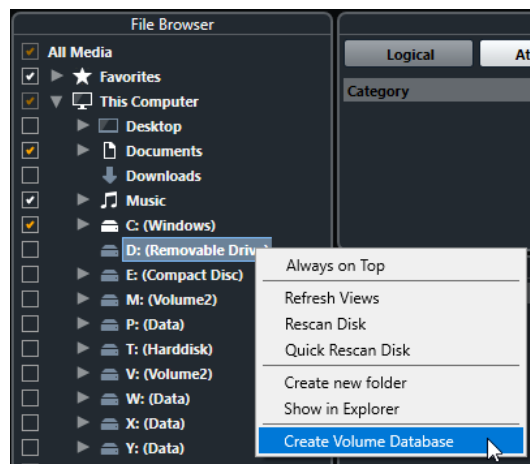 File Browser
All Media
Favorites
This Computer
Desktop
Documents
Downloads
Music
C: (Windows)
D: (Removable Drive)
E: (Compact Disc)
M: (Volume2)
P: (Data)
T: (Harddisk)
V: (Volume2)
W: (Data)
X: (Data)
Y: (Data)
Logical
At
Category
Always on Top
Refresh Views
Rescan Disk
Quick Rescan Disk
Create new folder
Show in Explorer
Create Volume Database